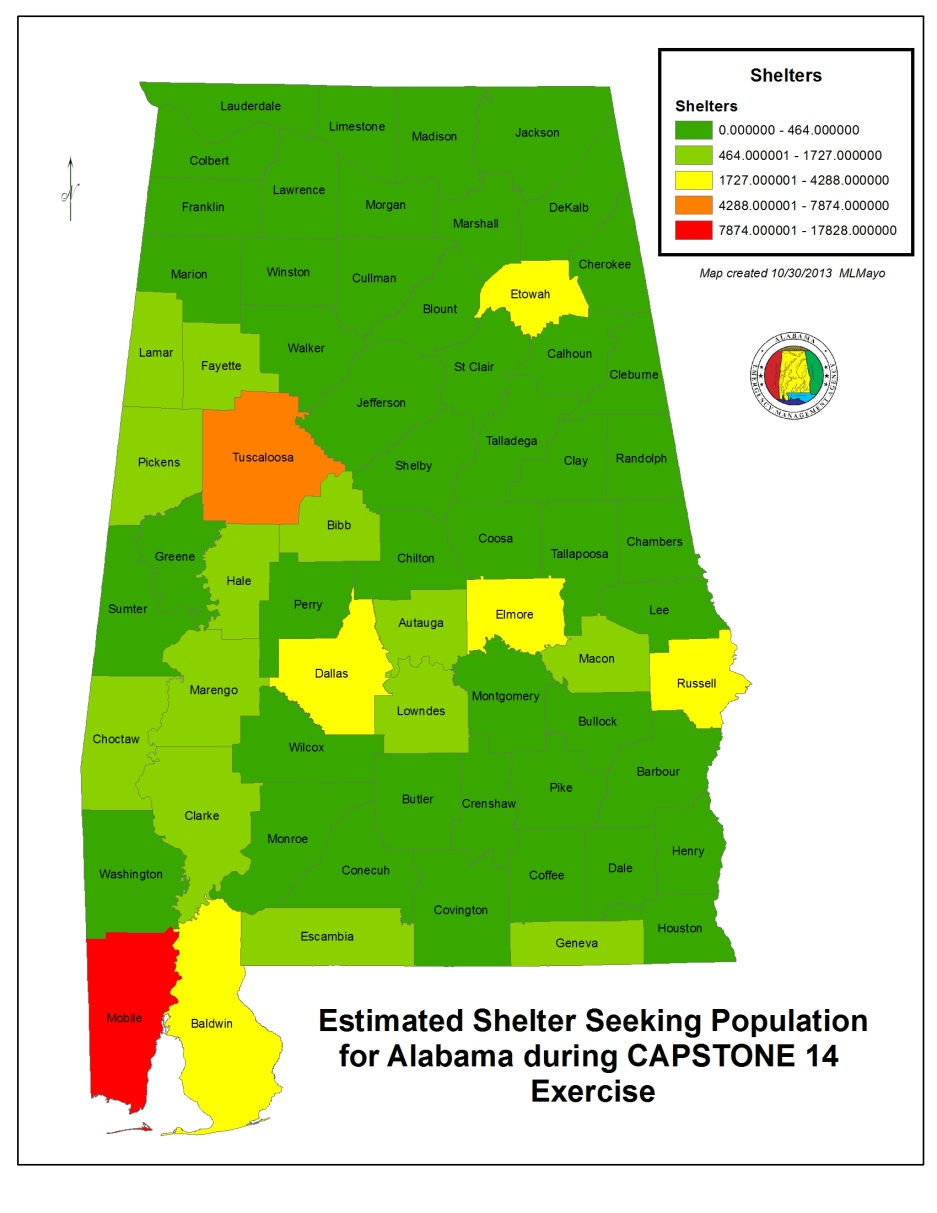 Shelters
Shelters
0.000000 - 464.000000
464.000001 - 1727.000000
1727.000001 - 4288.000000
4288.000001 - 7874.000000
7874.000001 - 17828.000000
Map created 10/30/2013 MLMayo
N
ALABAMA
EMERGENCY MANAGEMENT AGENCY
Lauderdale
Limestone
Madison
Jackson
Colbert
Lawrence
Franklin
Morgan
Marshall
DeKalb
Cherokee
Marion
Winston
Cullman
Blount
Etowah
Lamar
Fayette
Walker
St Clair
Calhoun
Cleburne
Jefferson
Pickens
Tuscaloosa
Shelby
Talladega
Clay
Randolph
Bibb
Greene
Hale
Chilton
Coosa
Tallapoosa
Chambers
Sumter
Perry
Autauga
Elmore
Lee
Marengo
Dallas
Lowndes
Montgomery
Macon
Russell
Bullock
Choctaw
Wilcox
Clarke
Butler
Crenshaw
Pike
Barbour
Washington
Monroe
Conecuh
Coffee
Dale
Henry
Covington
Escambia
Geneva
Houston
Mobile
Baldwin
Estimated Shelter Seeking Population
for Alabama during CAPSTONE 14
Exercise